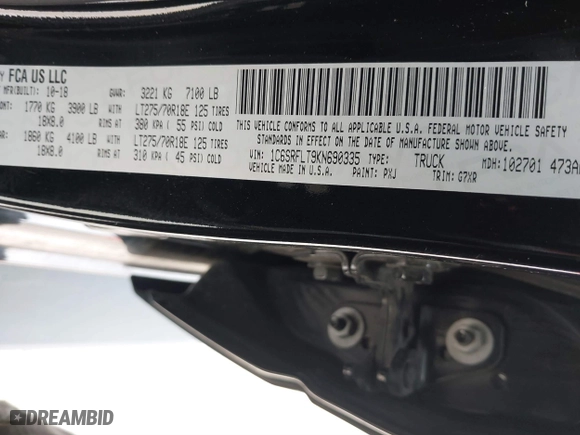 Y FCA US LLC
MFR(BUILT): 10-18 GVWR: 3221 KG 7100 LB
ONT 1770 KG 3900 LB WITH LT275/70R18E 125 TIRES
18X8.0 RIMS AT 380 KPA ( 55 PSI) COLD
AR: 1860 KG 4100 LB WITH LT275/70R18E 125 TIRES
18X8.0 RIMS AT 310 KPA ( 45 PSI) COLD
THIS VEHICLE CONFORMS TO ALL APPLICABLE U.S.A. FEDERAL MOTOR VEHICLE SAFETY
STANDARDS IN EFFECT ON THE DATE OF MANUFACTURE SHOWN ABOVE.
VIN: 1C6SRFLT9KN690335 TYPE: TRUCK MDH:102701 473A
VEHICLE MADE IN U.S.A. PAINT: PXJ TRIM: G7XR
DREAMBID